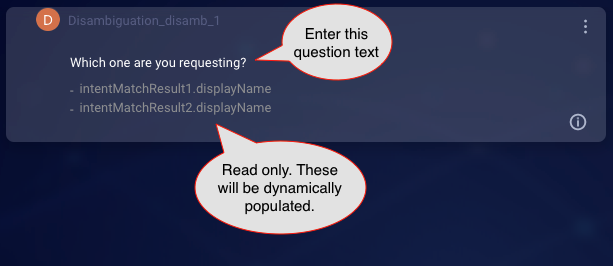 D Disambiguation_disamb_1
Enter this
question text
Which one are you requesting?
- intentMatchResult1.displayName
- intentMatchResult2.displayName
Read only. These
will be dynamically
populated.